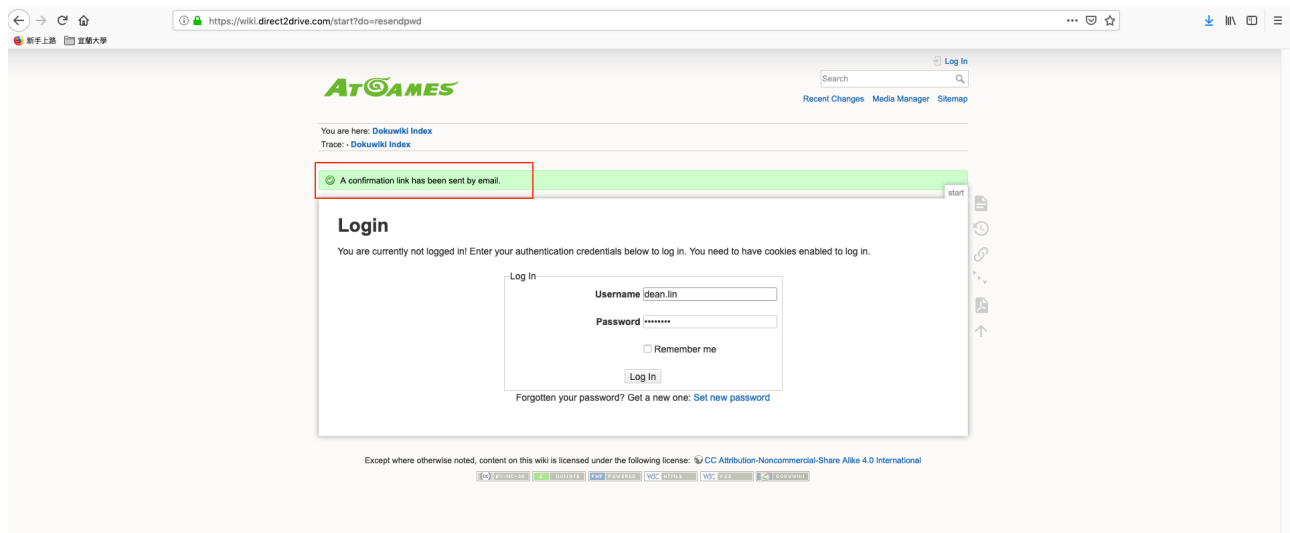 https://wiki.direct2drive.com/start?do=resendpwd
新手上路 宜蘭大學
Log In
ATGAMES
Search
Recent Changes Media Manager Sitemap
You are here: Dokuwiki Index
Trace: • Dokuwiki Index
A confirmation link has been sent by email.
start
Login
You are currently not logged in! Enter your authentication credentials below to log in. You need to have cookies enabled to log in.
Log In
Username dean.lin
Password ••••••••
Remember me
Log In
Forgotten your password? Get a new one: Set new password
Except where otherwise noted, content on this wiki is licensed under the following license: CC Attribution-Noncommercial-Share Alike 4.0 International